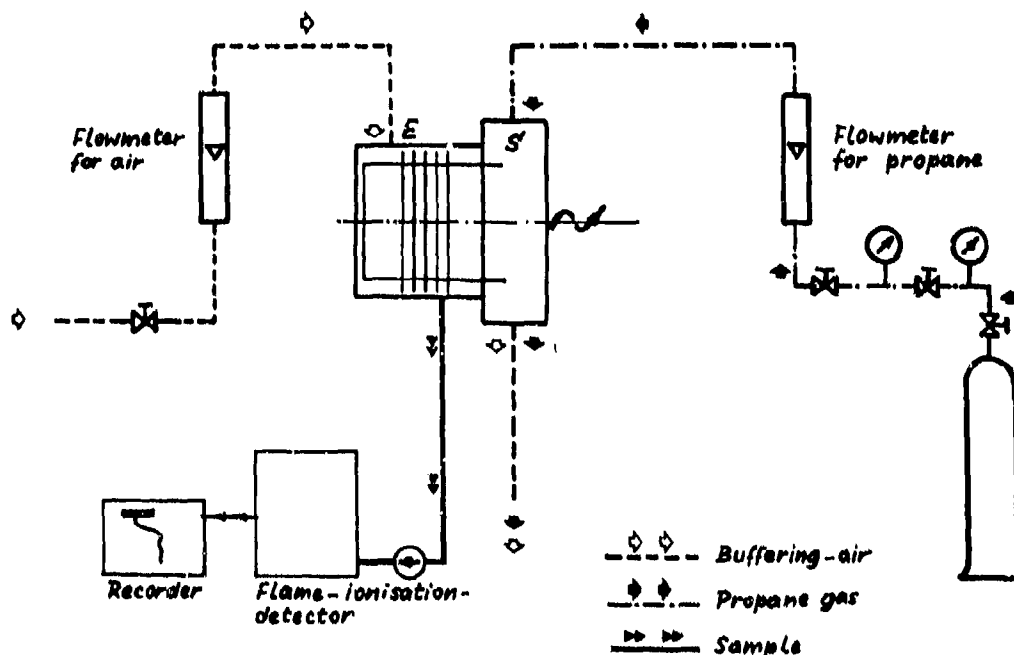 Flowmeter
for air
E
S
Flowmeter
for propane
Recorder
Flame-ionisation-
detector
Buffering-air
Propane gas
Sample